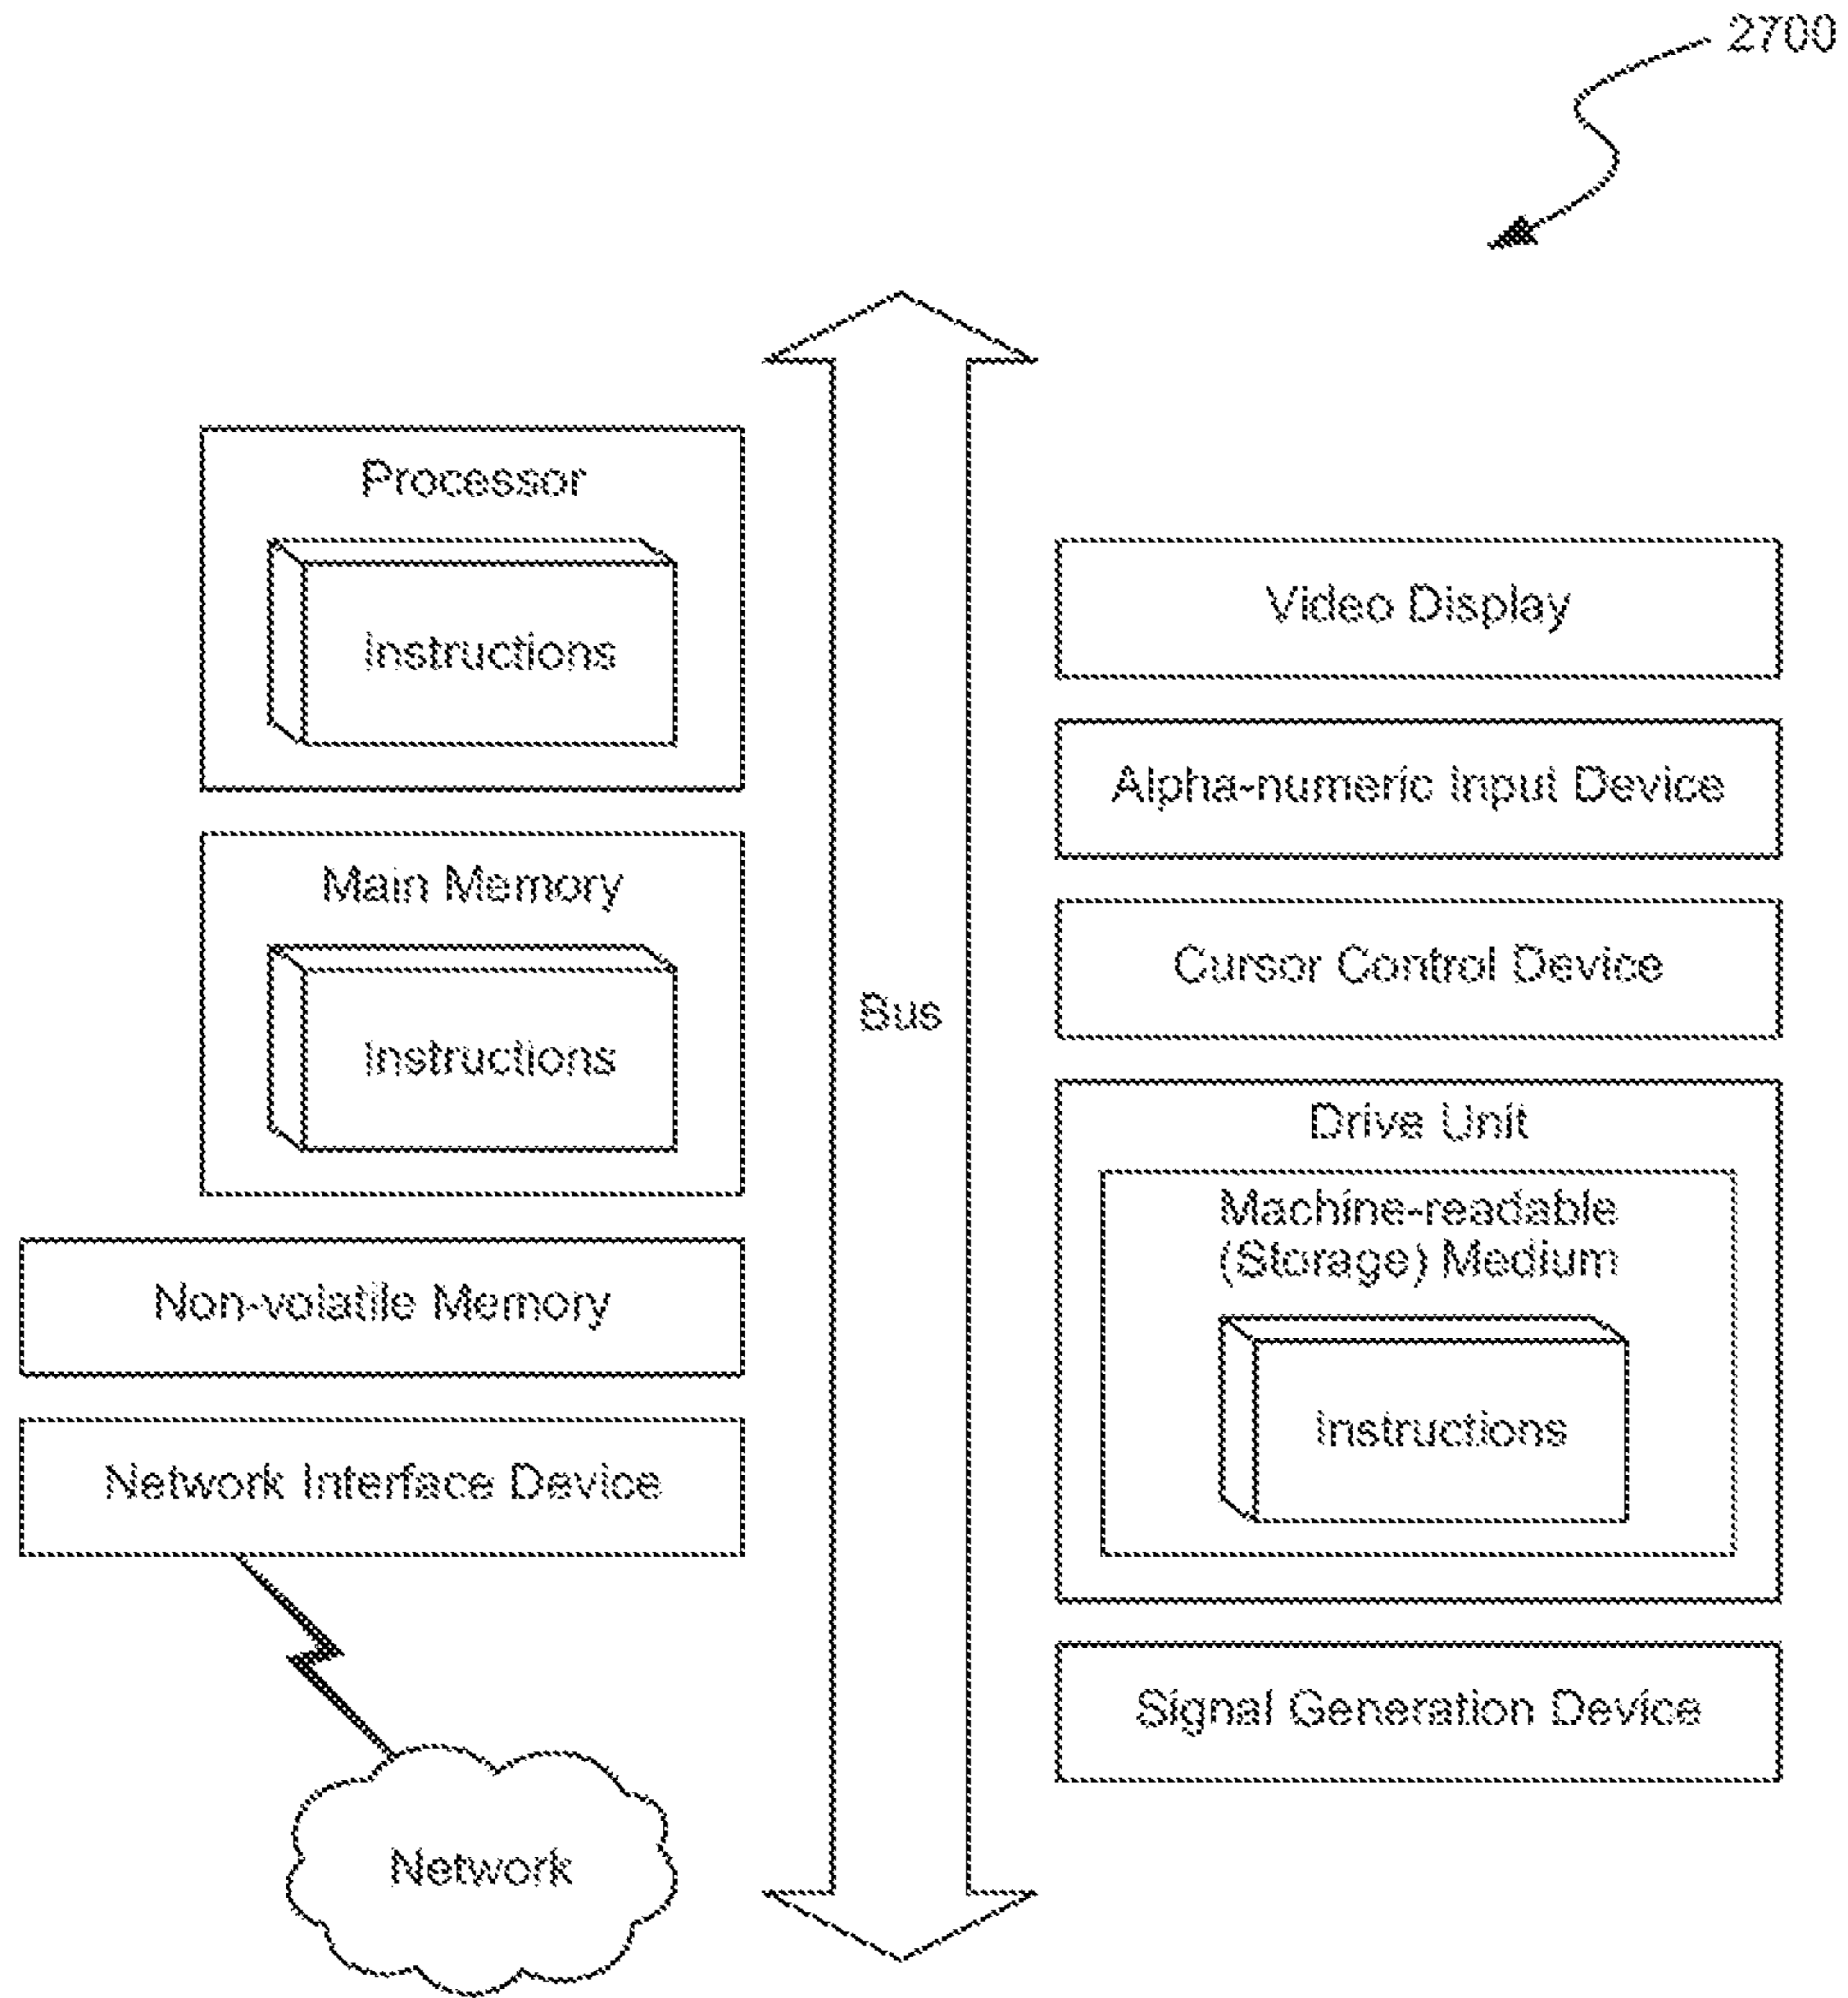 2700
Processor
Instructions
Main Memory
Instructions
Non-volatile Memory
Network Interface Device
Network
Bus
Video Display
Alpha-numeric Input Device
Cursor Control Device
Drive Unit
Machine-readable
(Storage) Medium
Instructions
Signal Generation Device